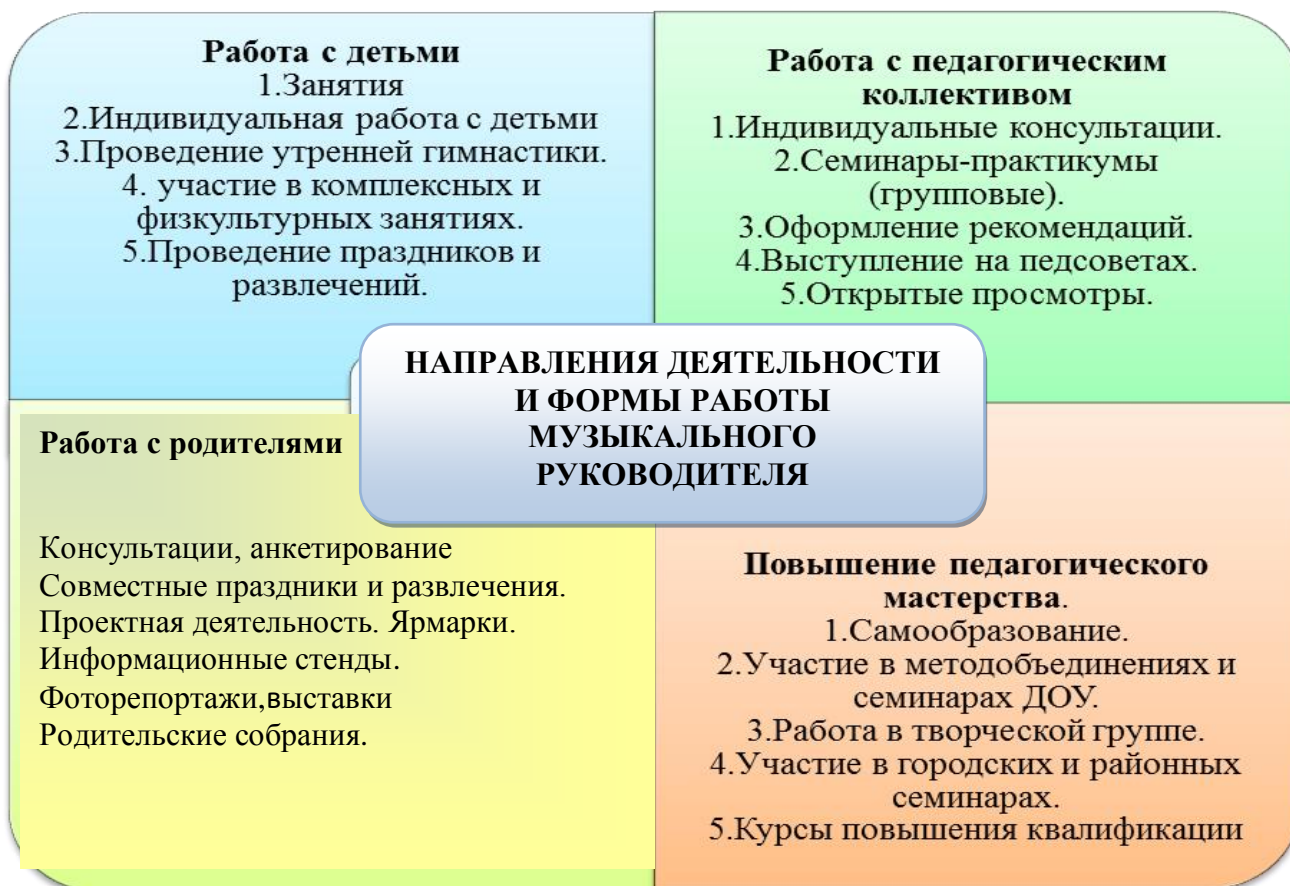 Работа с детьми
1.Занятия
2.Индивидуальная работа с детьми
3.Проведение утренней гимнастики.
4. участие в комплексных и
физкультурных занятиях.
5.Проведение праздников и
развлечений.
Работа с педагогическим
коллективом
1.Индивидуальные консультации.
2.Семинары-практикумы
(групповые).
3.Оформление рекомендаций.
4.Выступление на педсоветах.
5.Открытые просмотры.
НАПРАВЛЕНИЯ ДЕЯТЕЛЬНОСТИ
И ФОРМЫ РАБОТЫ
МУЗЫКАЛЬНОГО
РУКОВОДИТЕЛЯ
Работа с родителями
Консультации, анкетирование
Совместные праздники и развлечения.
Проектная деятельность. Ярмарки.
Информационные стенды.
Фоторепортажи,выставки
Родительские собрания.
Повышение педагогического
мастерства.
1.Самообразование.
2.Участие в методобъединениях и
семинарах ДОУ.
3.Работа в творческой группе.
4.Участие в городских и районных
семинарах.
5.Курсы повышения квалификации